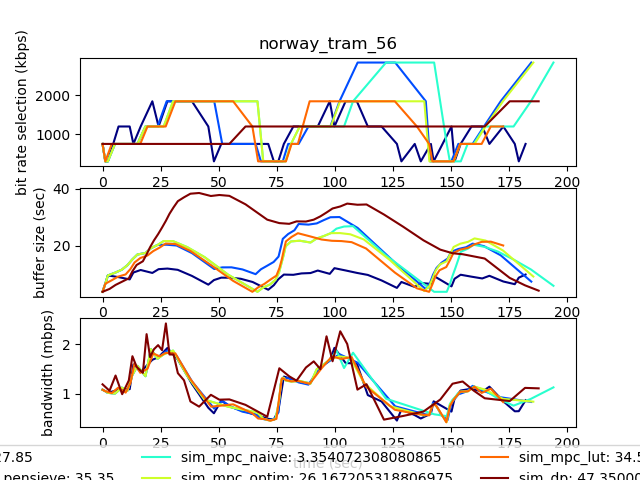 norway_tram_56
bit rate selection (kbps)
2000
1000
0 25 50 75 100 125 150 175 200
buffer size (sec)
40
20
0 25 50 75 100 125 150 175 200
bandwidth (mbps)
2
1
0 25 50 75 100 125 150 175 200
time (sec)
27.85 sim_mpc_naive: 3.354072308080865 sim_mpc_lut: 34.5
pensieve: 35.35 sim_mpc_optim: 26.167205318806975 sim_dp: 47.35000